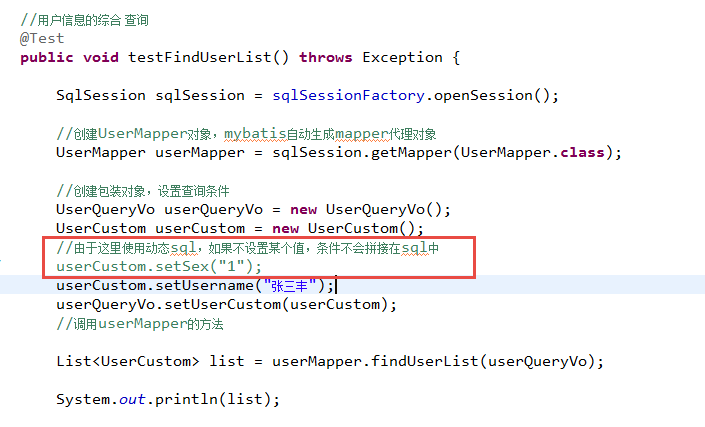 //用户信息的综合 查询
@Test
public void testFindUserList() throws Exception {
SqlSession sqlSession = sqlSessionFactory.openSession();
//创建UserMapper对象，mybatis自动生成mapper代理对象
UserMapper userMapper = sqlSession.getMapper(UserMapper.class);
//创建包装对象，设置查询条件
UserQueryVo userQueryVo = new UserQueryVo();
UserCustom userCustom = new UserCustom();
//由于这里使用动态sql，如果不设置某个值，条件不会拼接在sql中
userCustom.setSex("1");
userCustom.setUsername("张三丰");
userQueryVo.setUserCustom(userCustom);
//调用userMapper的方法
List<UserCustom> list = userMapper.findUserList(userQueryVo);
System.out.println(list);